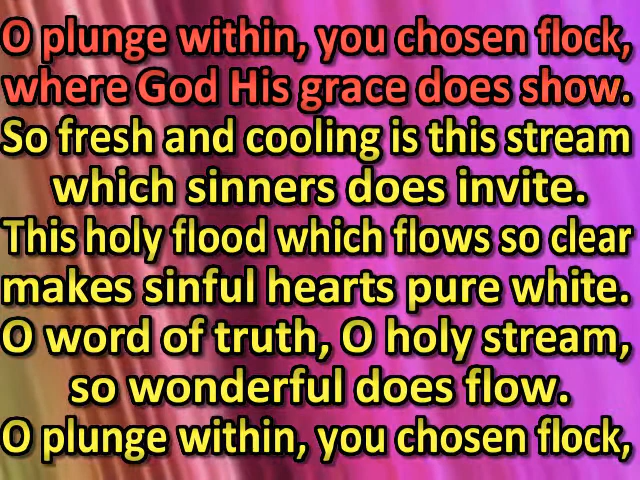 O plunge within, you chosen flock,
where God His grace does show.
So fresh and cooling is this stream
which sinners does invite.
This holy flood which flows so clear
makes sinful hearts pure white.
O word of truth, O holy stream,
so wonderful does flow.
O plunge within, you chosen flock,